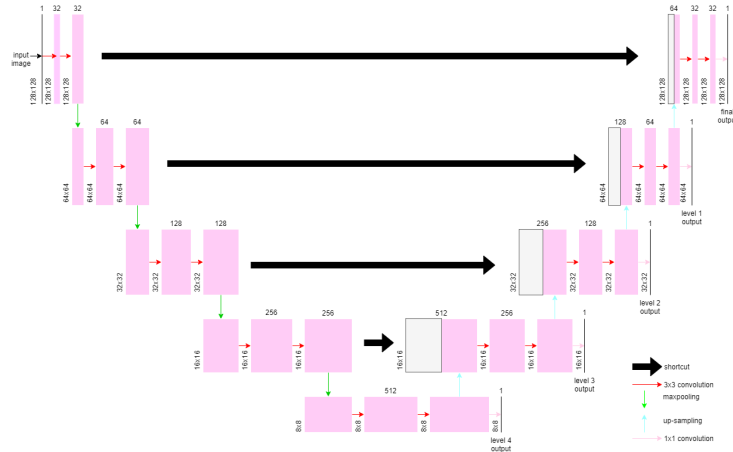 1 32 32
input
image
128x128 128x128 128x128
64 32 32 1
128x128 128x128 128x128 128x128
final
output
64 64
64x64 64x64 64x64
128 64 1
64x64 64x64 64x64 64x64
level 1
output
128 128
32x32 32x32 32x32
256 128 1
32x32 32x32 32x32 32x32
level 2
output
256 256
16x16 16x16 16x16
512 256 1
16x16 16x16 16x16 16x16
level 3
output
512 1
8x8 8x8 8x8
level 4
output
shortcut
3x3 convolution
maxpooling
up-sampling
1x1 convolution